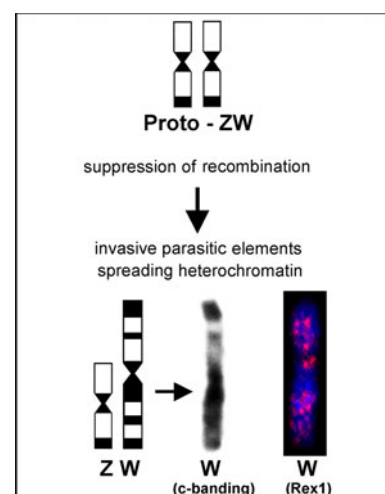 Proto - ZW
suppression of recombination
invasive parasitic elements
spreading heterochromatin
Z W W W
(c-banding) (Rex1)